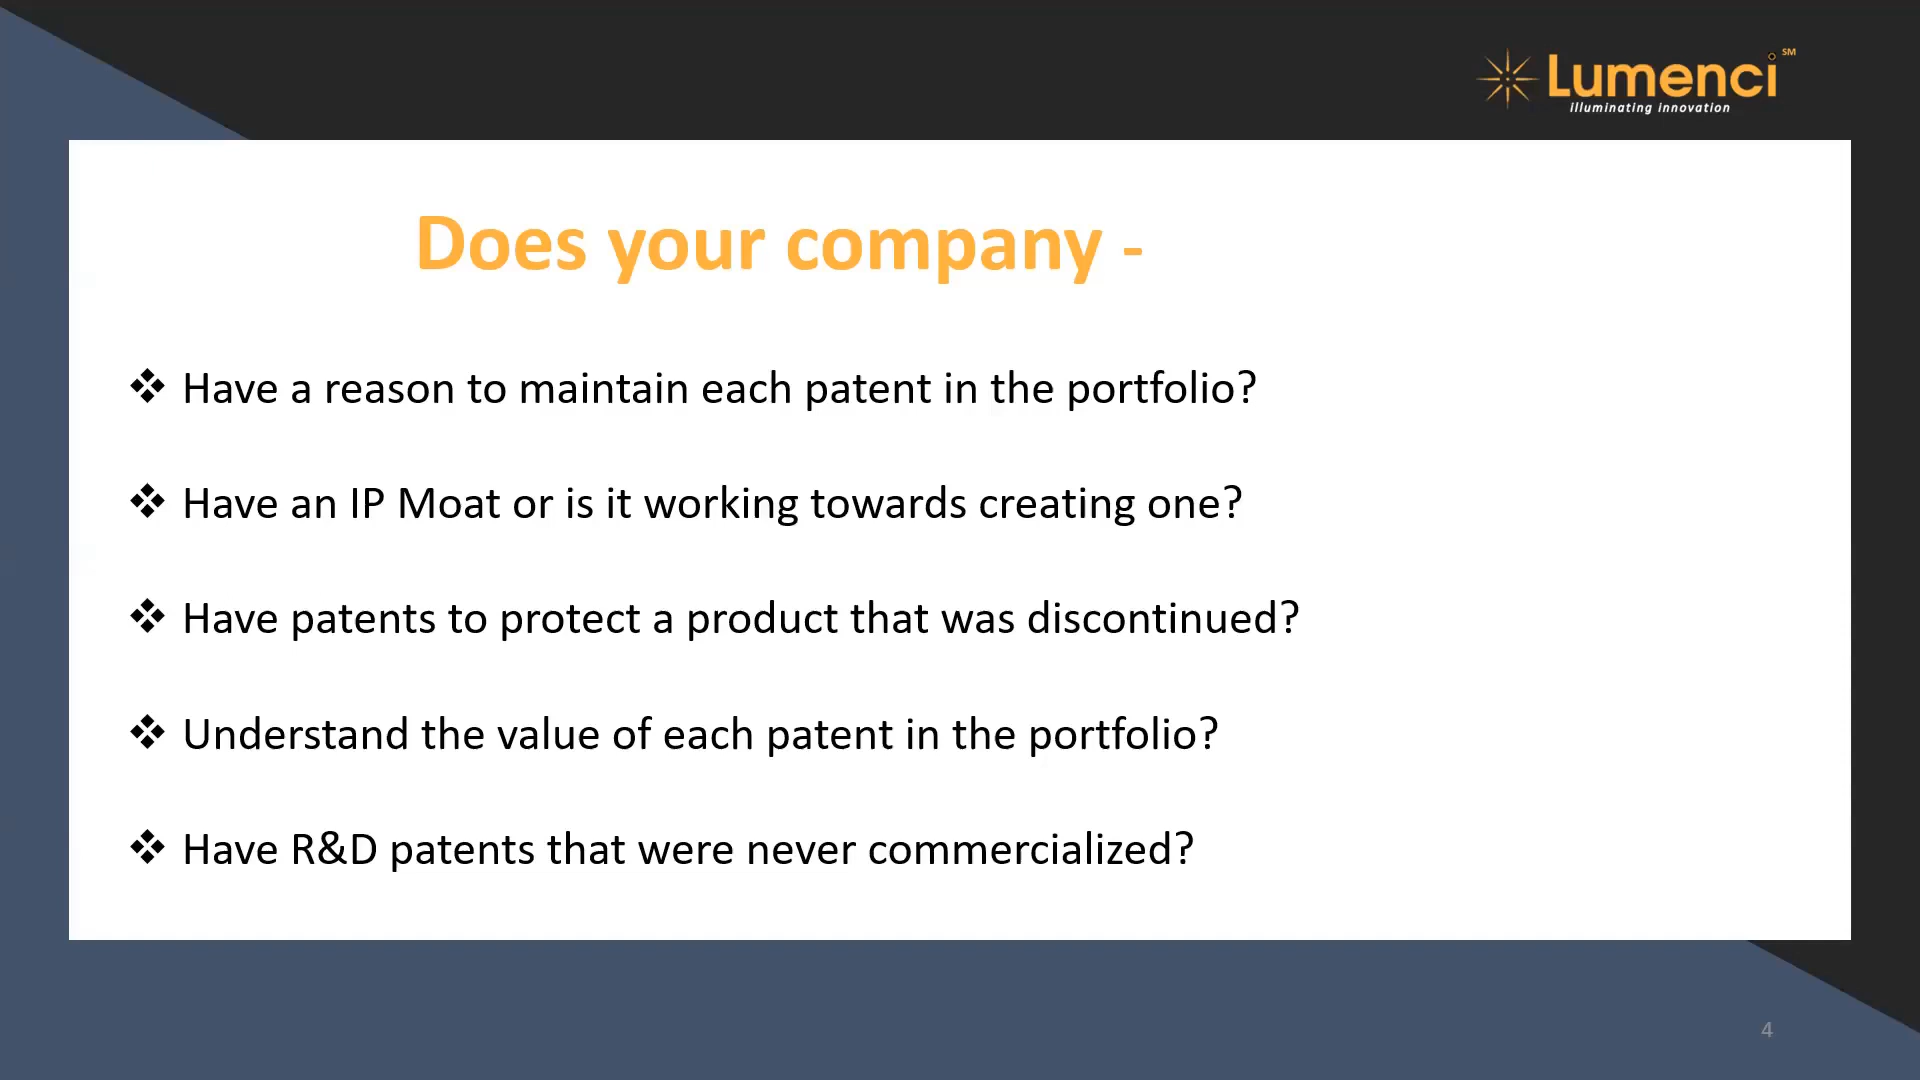 Lumenci SM
illuminating innovation
Does your company -
❖ Have a reason to maintain each patent in the portfolio?
❖ Have an IP Moat or is it working towards creating one?
❖ Have patents to protect a product that was discontinued?
❖ Understand the value of each patent in the portfolio?
❖ Have R&D patents that were never commercialized?
4